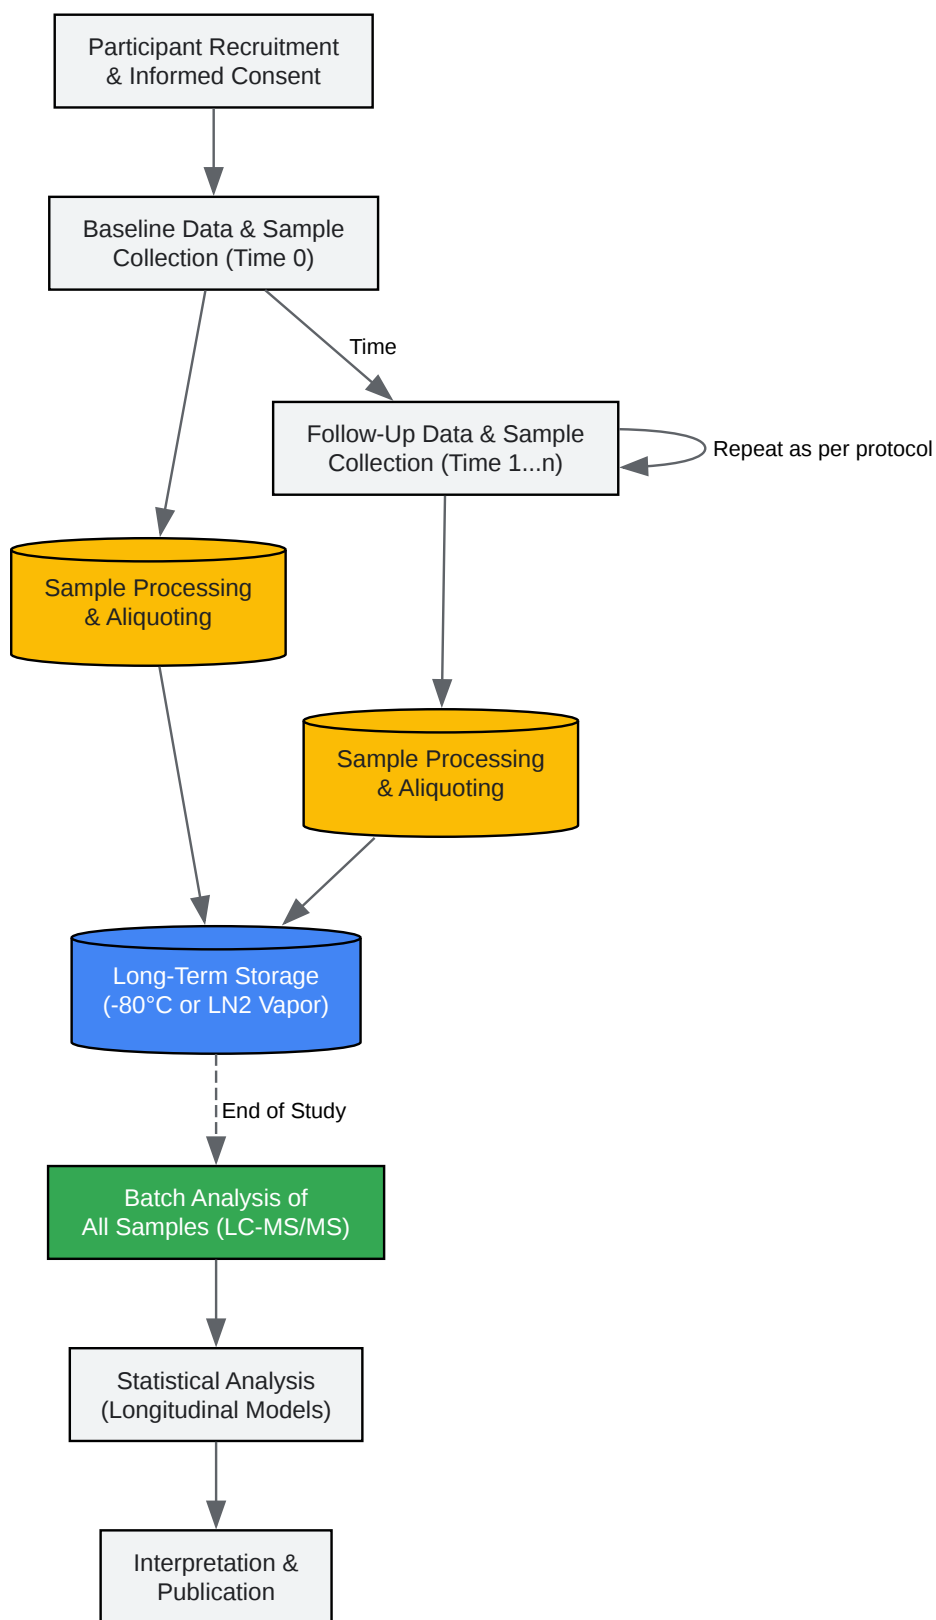 Participant Recruitment
& Informed Consent
Baseline Data & Sample
Collection (Time 0)
Time
Follow-Up Data & Sample
Collection (Time 1...n)
Repeat as per protocol
Sample Processing
& Aliquoting
Sample Processing
& Aliquoting
Long-Term Storage
(-80°C or LN2 Vapor)
End of Study
Batch Analysis of
All Samples (LC-MS/MS)
Statistical Analysis
(Longitudinal Models)
Interpretation &
Publication